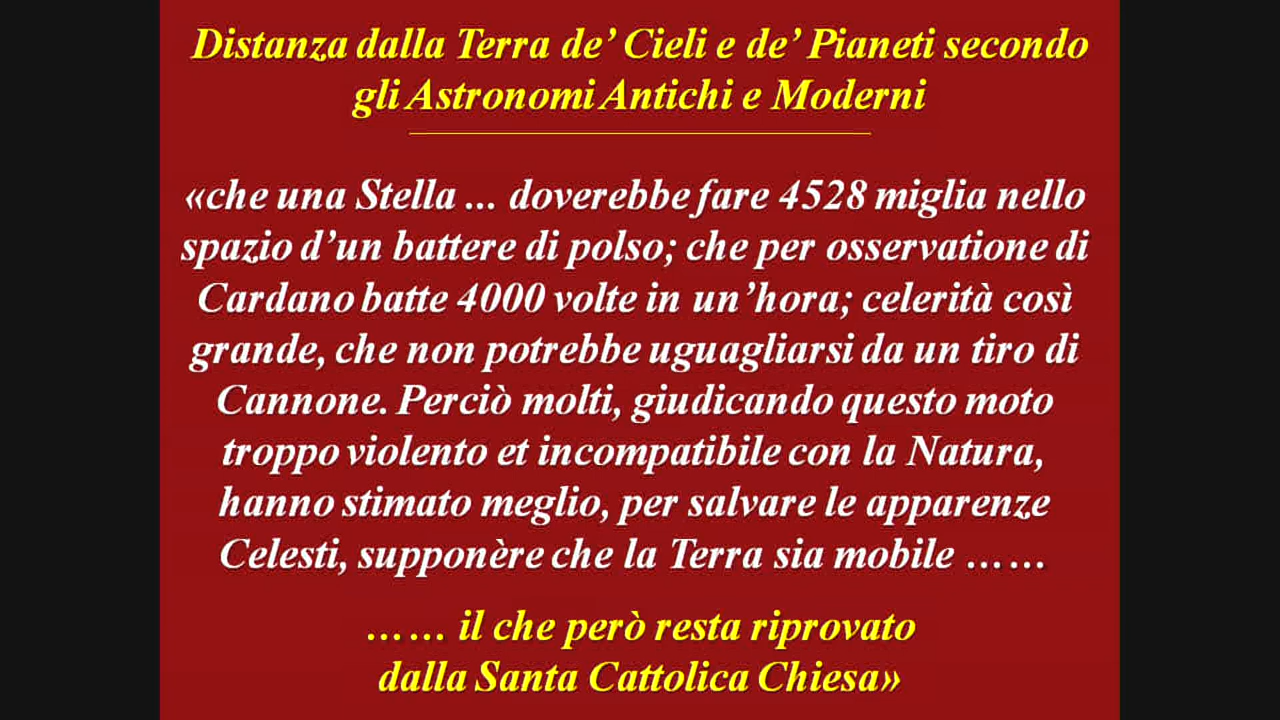 Distanza dalla Terra de’ Cieli e de’ Pianeti secondo
gli Astronomi Antichi e Moderni
«che una Stella ... doverebbe fare 4528 miglia nello
spazio d’un battere di polso; che per osservatione di
Cardano batte 4000 volte in un’hora; celerità così
grande, che non potrebbe uguagliarsi da un tiro di
Cannone. Perciò molti, giudicando questo moto
troppo violento et incompatibile con la Natura,
hanno stimato meglio, per salvare le apparenze
Celesti, supponère che la Terra sia mobile ……
…… il che però resta riprovato
dalla Santa Cattolica Chiesa»